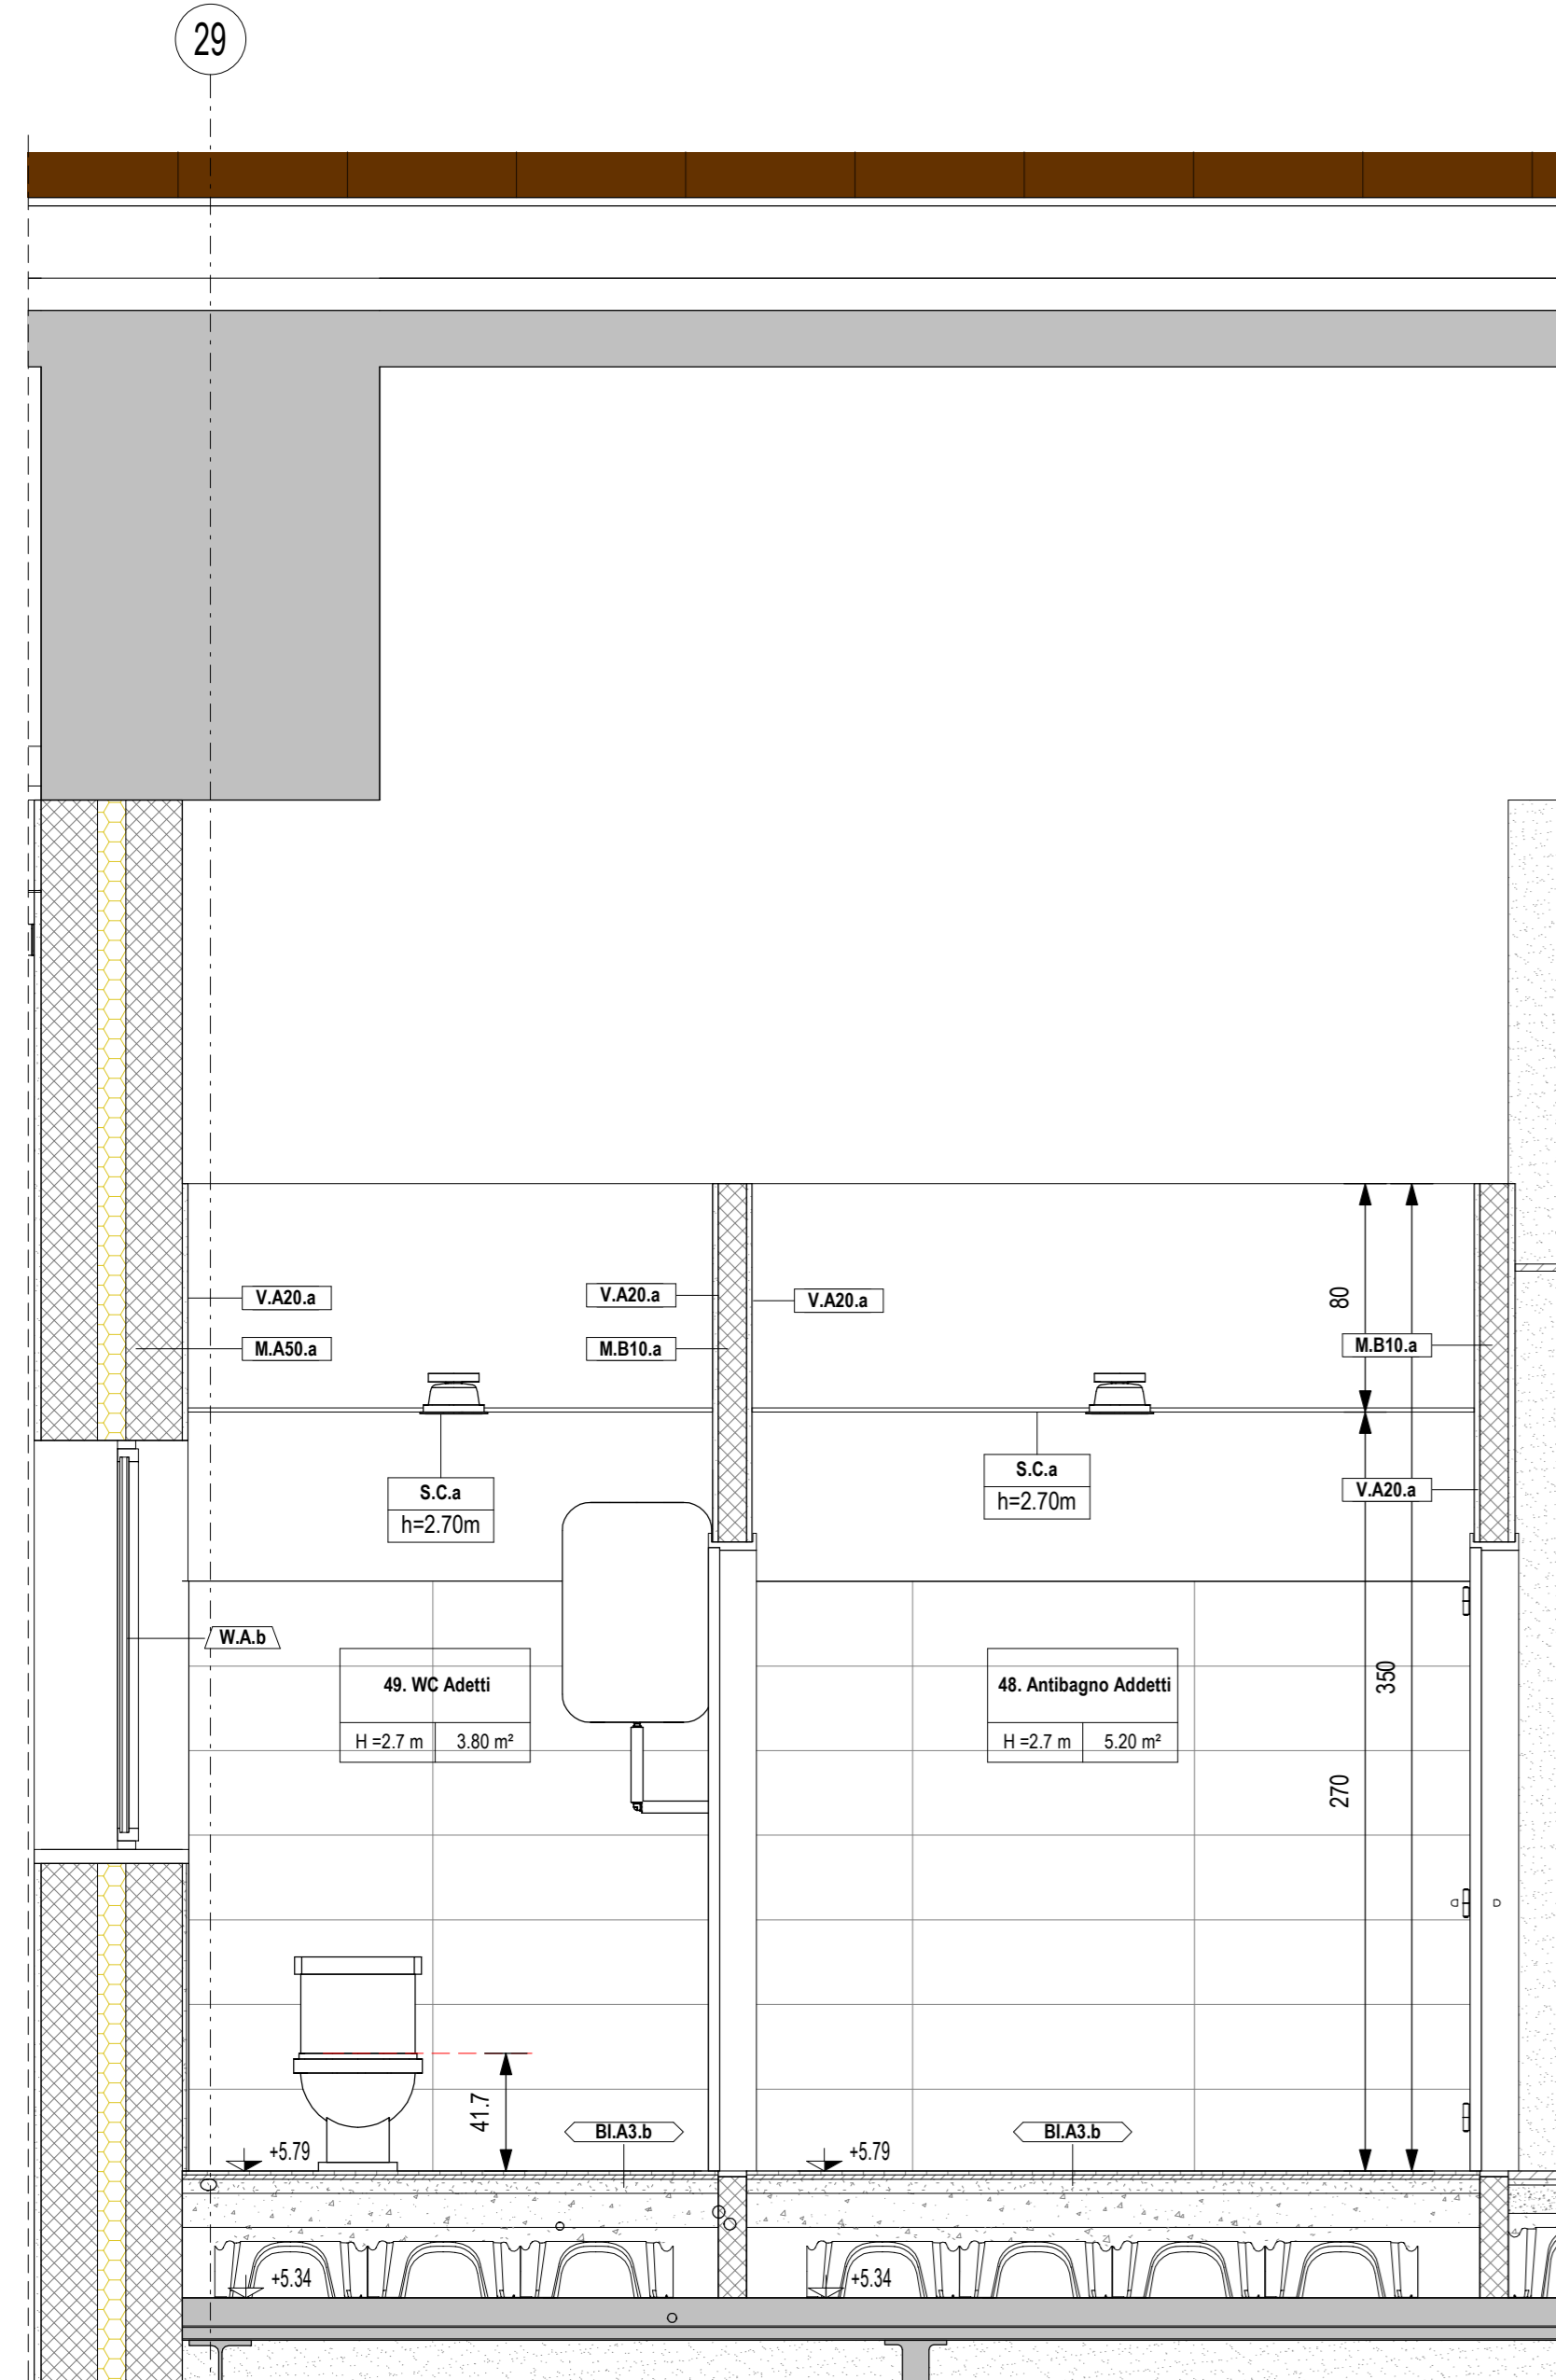 29
V.A20.a
V.A20.a
V.A20.a
80
M.A50.a
M.B10.a
M.B10.a
S.C.a
h=2.70m
S.C.a
h=2.70m
V.A20.a
W.A.b
49. WC Adetti
H =2.7 m 3.80 m²
48. Antibagno Addetti
H =2.7 m 5.20 m²
350
270
41.7
BI.A3.b
BI.A3.b
+5.79
+5.79
+5.34
+5.34